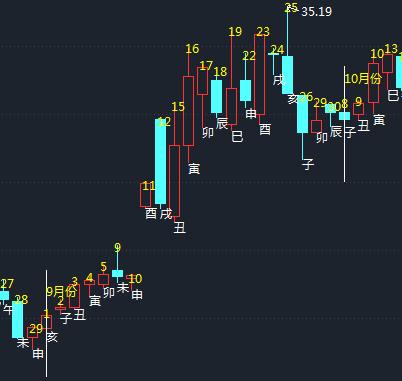 25
35.19
19
23
16
24
10
13
17
18
22
戌
10月份
15
26
亥
29
30
8
9
巳
12
卯
辰
巳
申
酉
卯
辰
子
丑
寅
寅
子
11
酉
戌
丑
9
27
5
10
28
9月份
3
4
2
卯
未
申
午
1
子
丑
寅
29
亥
未
申